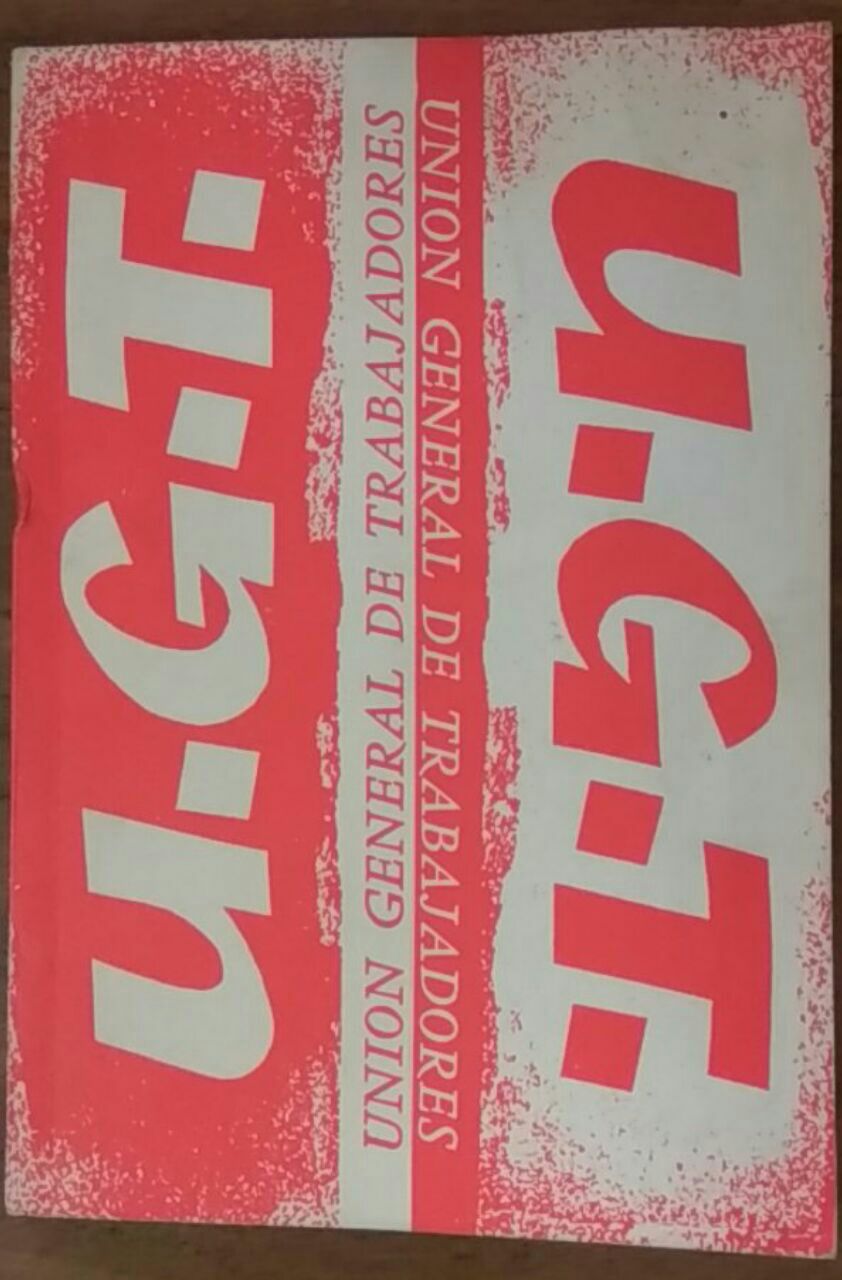 U.G.T.
UNION GENERAL DE TRABAJADORES
UNION GENERAL DE TRABAJADORES
U.G.T.